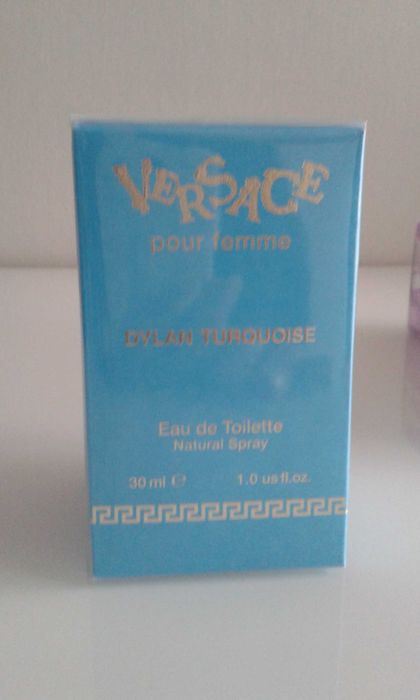 VERSACE
pour femme
DYLAN TURQUOISE
Eau de Toilette
Natural Spray
30 ml ℮ 1.0 us fl.oz.